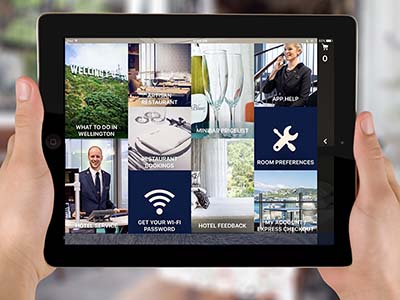 WELLINGTON
WHAT TO DO IN
WELLINGTON
RESTAURANT
MINIBAR PRICELIST
APP HELP
0
RESTAURANT
BOOKINGS
ROOM PREFERENCES
HOTEL SERVICES
GET YOUR WI-FI
PASSWORD
HOTEL FEEDBACK
MY ACCOUNT /
EXPRESS CHECKOUT